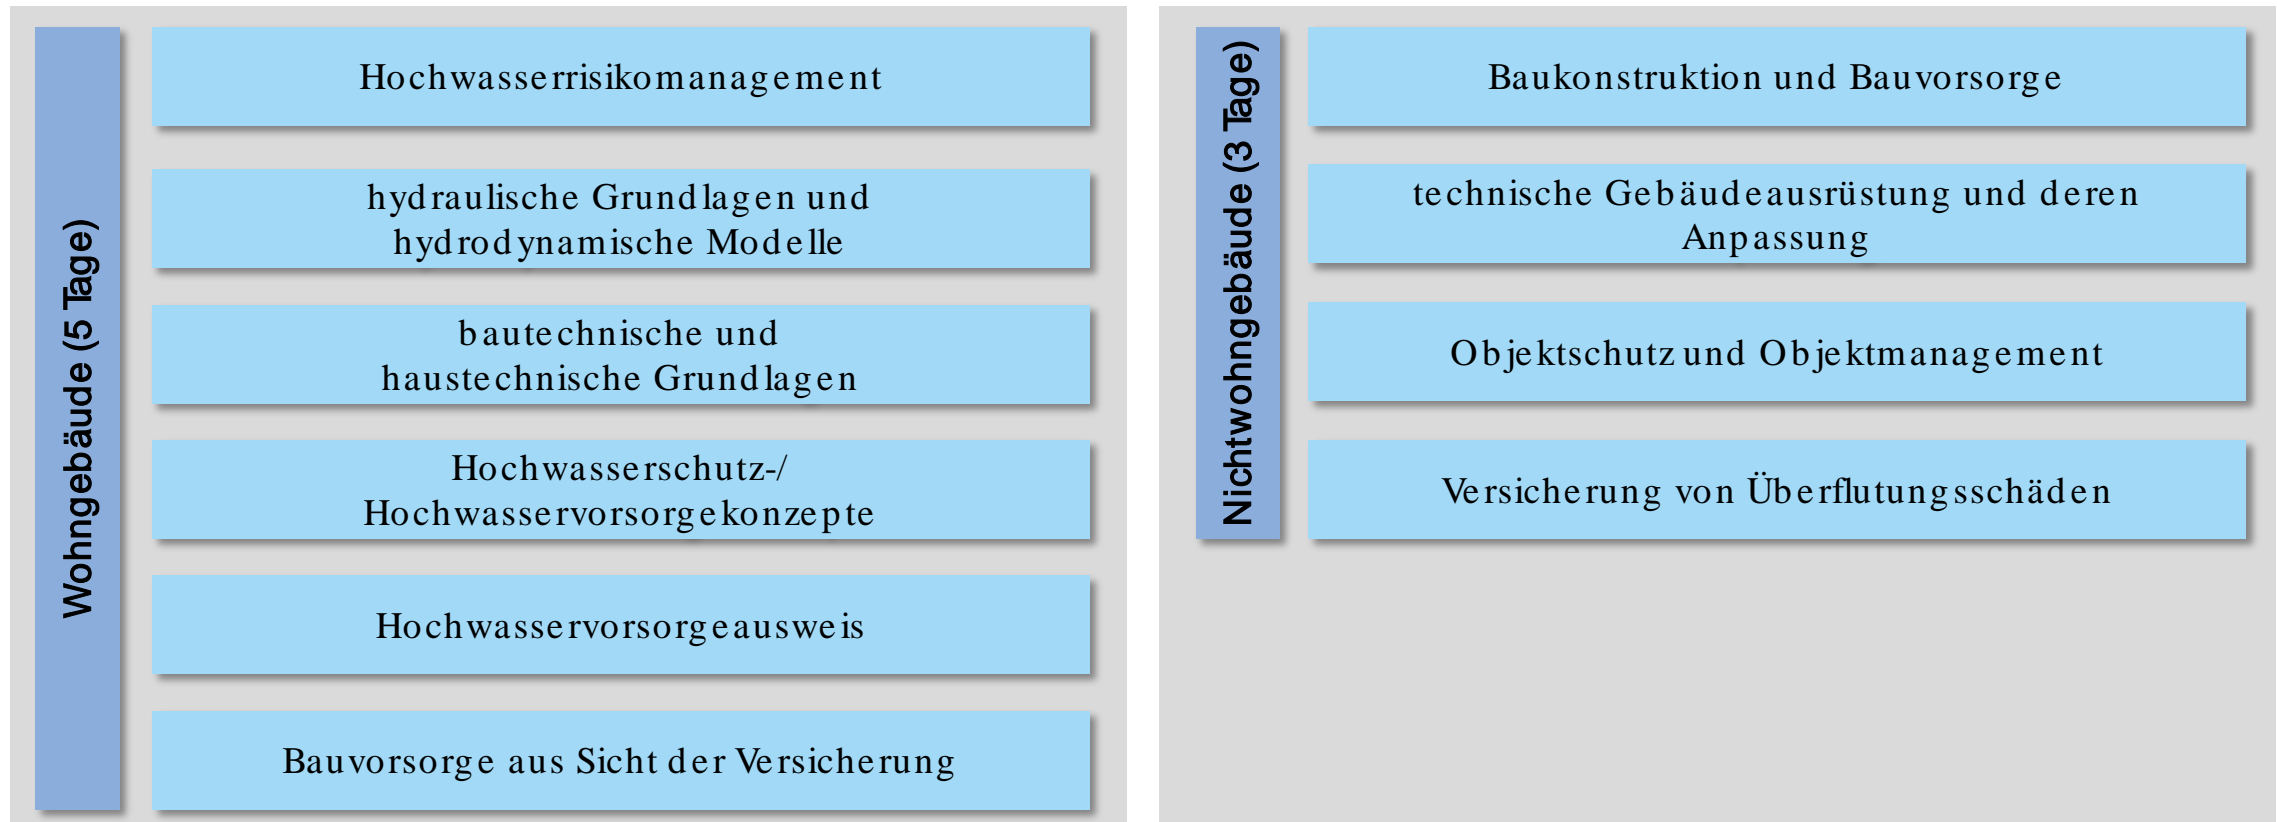 Wohngebäude (5 Tage)
Hochwasserrisikomanagement
hydraulische Grundlagen und
hydrodynamische Modelle
bautechnische und
haustechnische Grundlagen
Hochwasserschutz-/
Hochwasservorsorgekonzepte
Hochwasservorsorgeausweis
Bauvorsorge aus Sicht der Versicherung
Nichtwohngebäude (3 Tage)
Baukonstruktion und Bauvorsorge
technische Gebäudeausrüstung und deren
Anpassung
Objektschutz und Objektmanagement
Versicherung von Überflutungsschäden